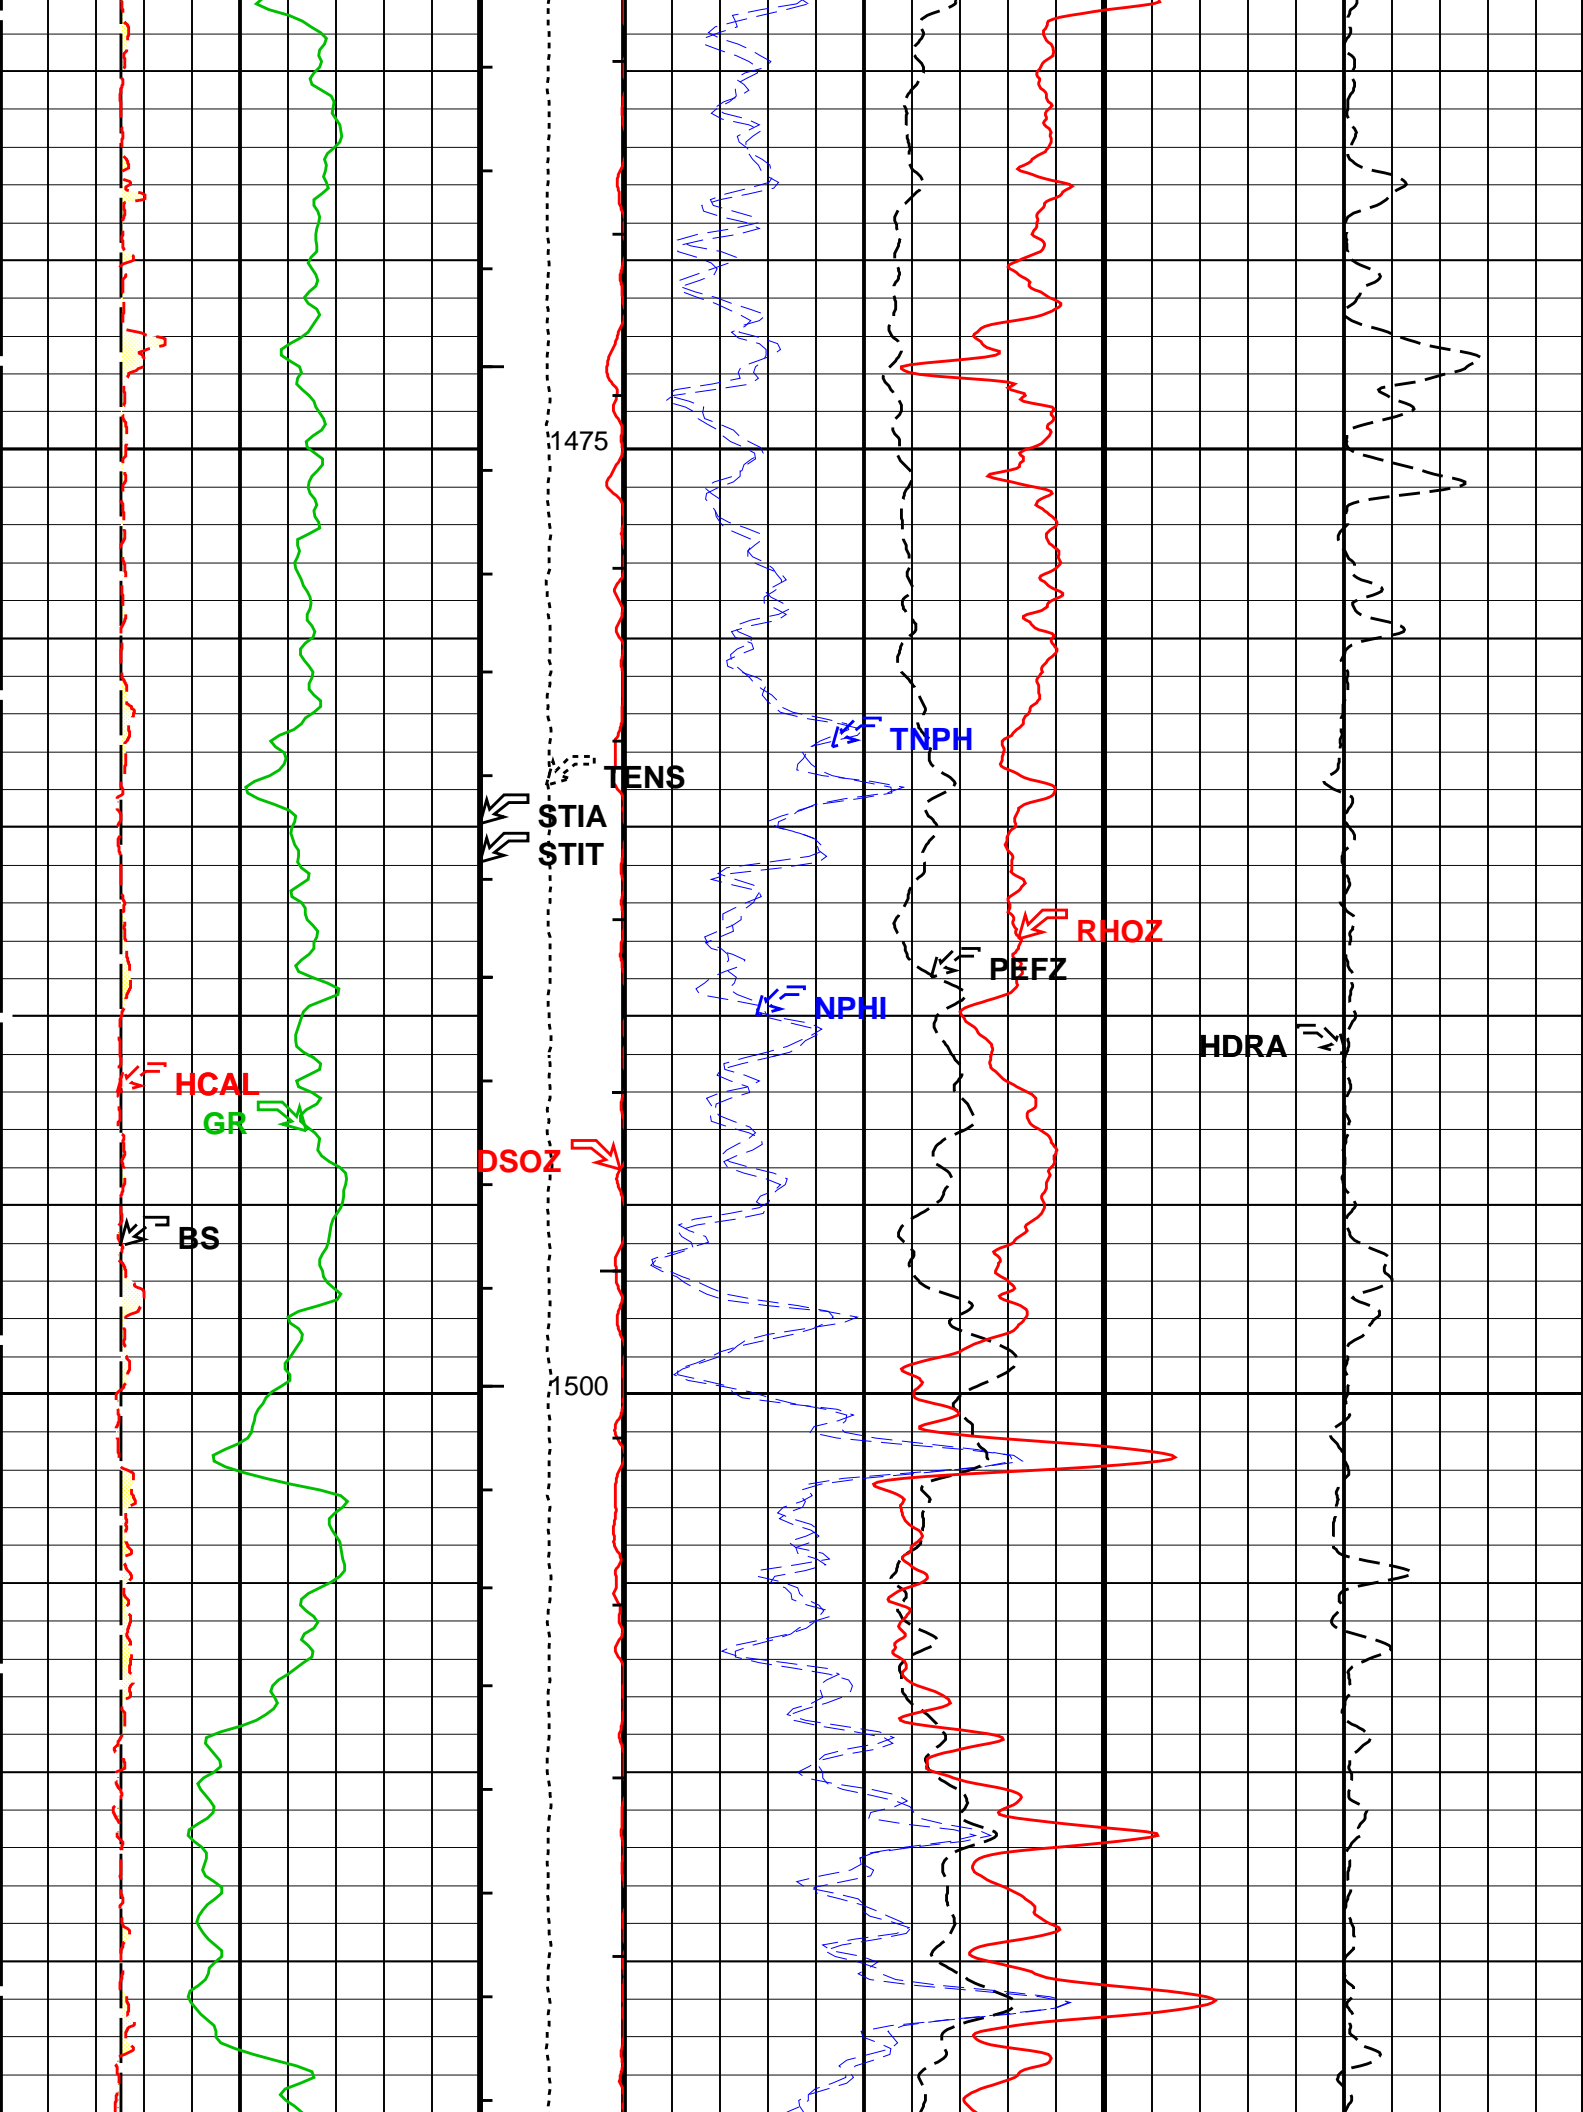 1475
TNPH
TENS
STIA
STIT
RHOZ
PEFZ
NPHI
HDRA
HCAL
GR
DSOZ
BS
1500